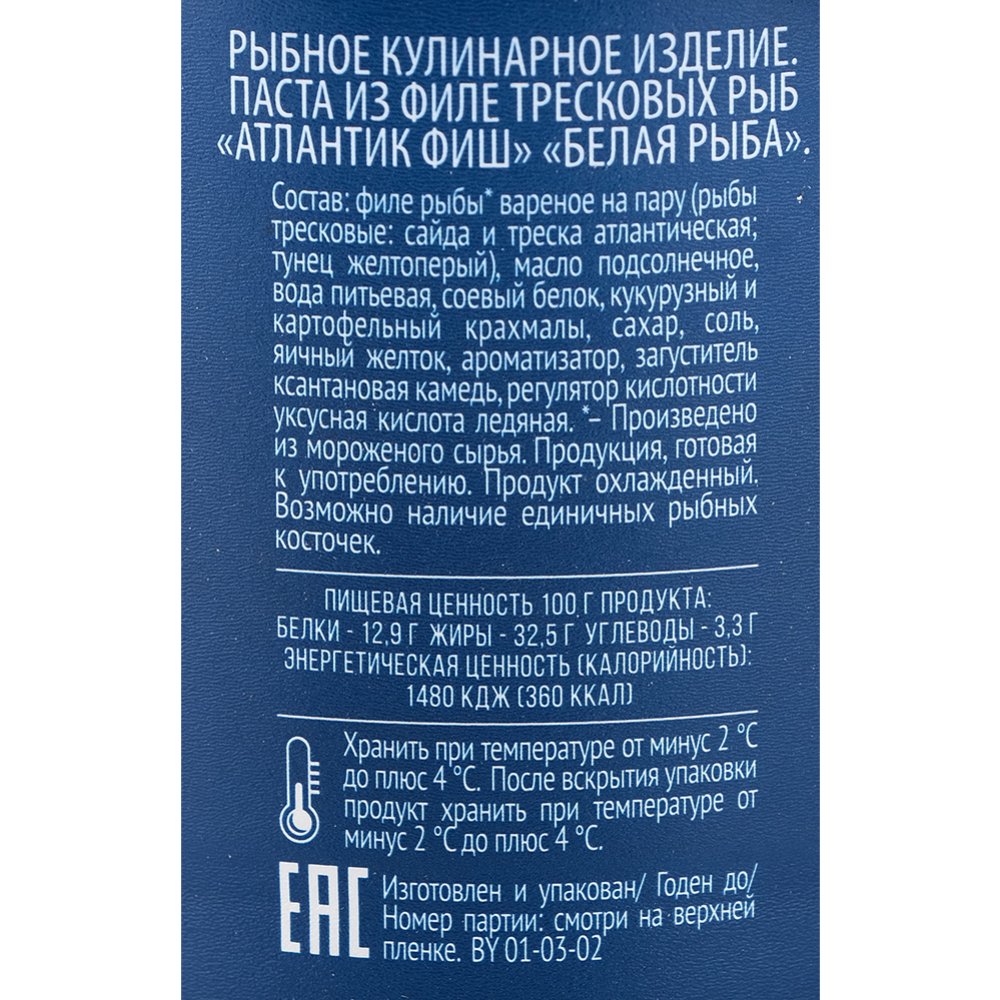 РЫБНОЕ КУЛИНАРНОЕ ИЗДЕЛИЕ.
ПАСТА ИЗ ФИЛЕ ТРЕСКОВЫХ РЫБ
«АТЛАНТИК ФИШ» «БЕЛАЯ РЫБА».
Состав: филе рыбы* вареное на пару (рыбы
тресковые: сайда и треска атлантическая;
тунец желтоперый), масло подсолнечное,
вода питьевая, соевый белок, кукурузный и
картофельный крахмалы, сахар, соль,
яичный желток, ароматизатор, загуститель
ксантановая камедь, регулятор кислотности
уксусная кислота ледяная. *– Произведено
из мороженого сырья. Продукция, готовая
к употреблению. Продукт охлажденный.
Возможно наличие единичных рыбных
косточек.
ПИЩЕВАЯ ЦЕННОСТЬ 100 Г ПРОДУКТА:
БЕЛКИ - 12,9 Г ЖИРЫ - 32,5 Г УГЛЕВОДЫ - 3,3 Г
ЭНЕРГЕТИЧЕСКАЯ ЦЕННОСТЬ (КАЛОРИЙНОСТЬ):
1480 КДЖ (360 ККАЛ)
Хранить при температуре от минус 2 °С
до плюс 4 °С. После вскрытия упаковки
продукт хранить при температуре от
минус 2 °С до плюс 4 °С.
EAC
Изготовлен и упакован/ Годен до/
Номер партии: смотри на верхней
пленке. BY 01-03-02